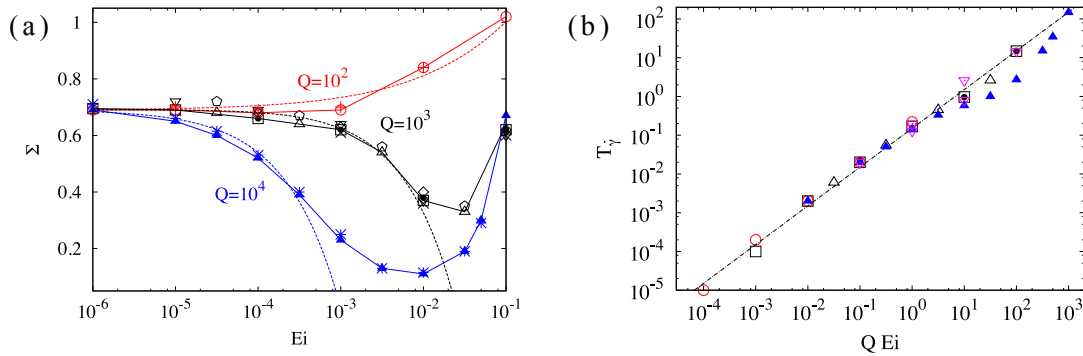 (a)
1
0.8
0.6
0.4
0.2
Σ
Q=10²
Q=10³
Q=10⁴
10⁻⁶ 10⁻⁵ 10⁻⁴ 10⁻³ 10⁻² 10⁻¹
Ei
(b)
10²
10¹
10⁰
10⁻¹
10⁻²
10⁻³
10⁻⁴
10⁻⁵
T_γ̇
10⁻⁴ 10⁻³ 10⁻² 10⁻¹ 10⁰ 10¹ 10² 10³
Q Ei